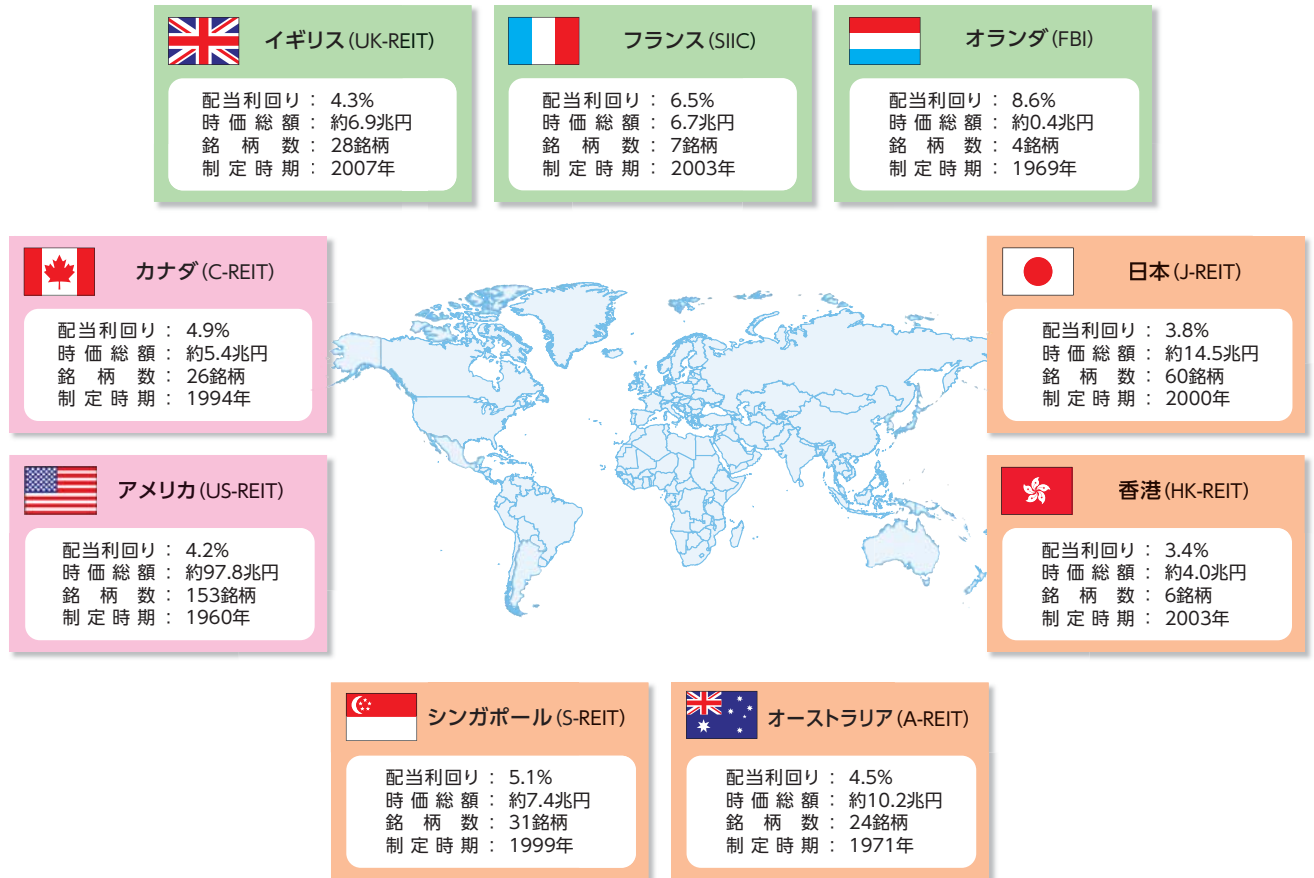 イギリス(UK-REIT)
配当利回り： 4.3%
時価総額： 約6.9兆円
銘柄数： 28銘柄
制定時期： 2007年
フランス(SIIC)
配当利回り： 6.5%
時価総額： 6.7兆円
銘柄数： 7銘柄
制定時期： 2003年
オランダ(FBI)
配当利回り： 8.6%
時価総額： 約0.4兆円
銘柄数： 4銘柄
制定時期： 1969年
カナダ(C-REIT)
配当利回り： 4.9%
時価総額： 約5.4兆円
銘柄数： 26銘柄
制定時期： 1994年
日本(J-REIT)
配当利回り： 3.8%
時価総額： 約14.5兆円
銘柄数： 60銘柄
制定時期： 2000年
アメリカ(US-REIT)
配当利回り： 4.2%
時価総額： 約97.8兆円
銘柄数： 153銘柄
制定時期： 1960年
香港(HK-REIT)
配当利回り： 3.4%
時価総額： 約4.0兆円
銘柄数： 6銘柄
制定時期： 2003年
シンガポール(S-REIT)
配当利回り： 5.1%
時価総額： 約7.4兆円
銘柄数： 31銘柄
制定時期： 1999年
オーストラリア(A-REIT)
配当利回り： 4.5%
時価総額： 約10.2兆円
銘柄数： 24銘柄
制定時期： 1971年